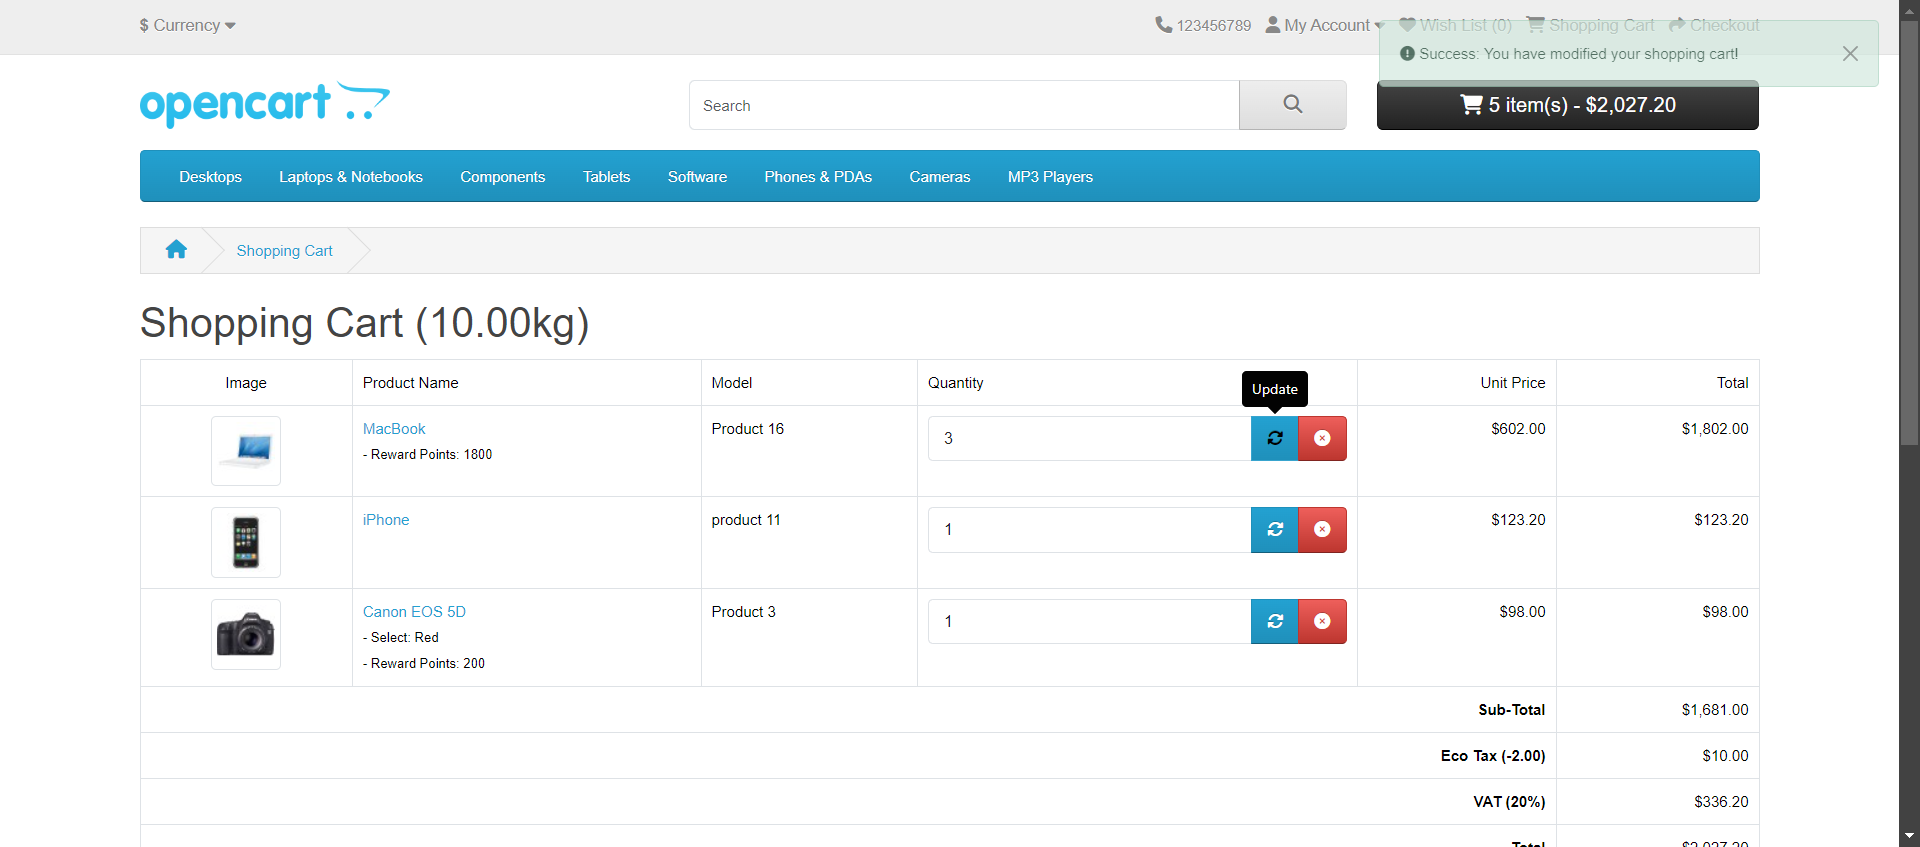 $ Currency
123456789 My Account Wish List (0) Shopping Cart Checkout
Success: You have modified your shopping cart!
opencart
Search
5 item(s) - $2,027.20
Desktops Laptops & Notebooks Components Tablets Software Phones & PDAs Cameras MP3 Players
Shopping Cart
Shopping Cart (10.00kg)
Image Product Name Model Quantity Unit Price Total
Update
MacBook Product 16 3 $602.00 $1,802.00
- Reward Points: 1800
iPhone product 11 1 $123.20 $123.20
Canon EOS 5D Product 3 1 $98.00 $98.00
- Select: Red
- Reward Points: 200
Sub-Total $1,681.00
Eco Tax (-2.00) $10.00
VAT (20%) $336.20
Total $2,027.20